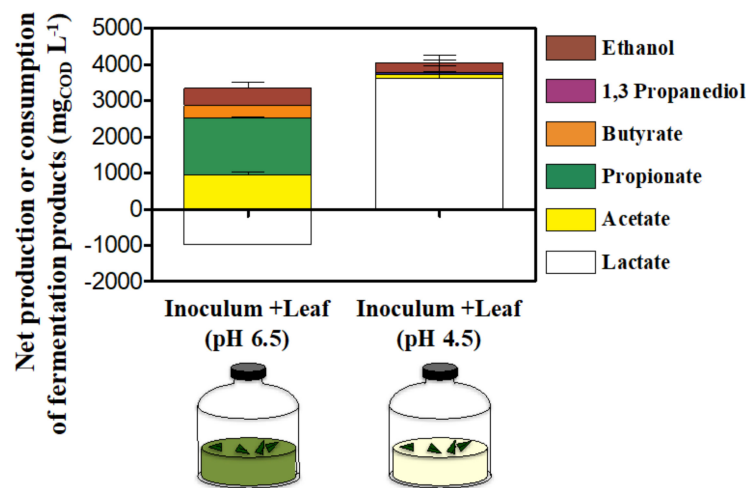 Net production or consumption
of fermentation products (mgCOD L-1)
5000
4000
3000
2000
1000
0
-1000
-2000
Inoculum +Leaf
(pH 6.5)
Inoculum +Leaf
(pH 4.5)
Ethanol
1,3 Propanediol
Butyrate
Propionate
Acetate
Lactate